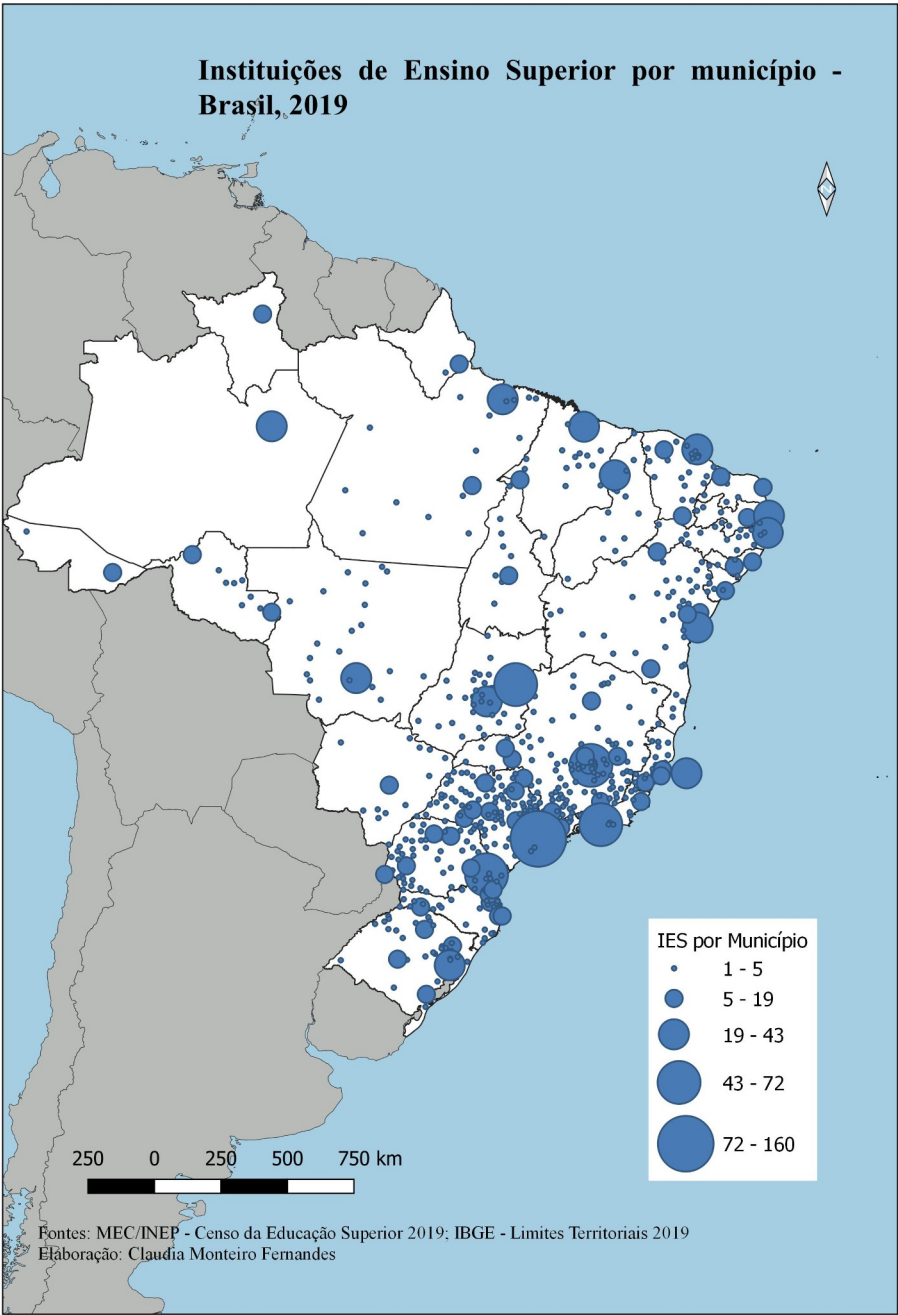 Instituições de Ensino Superior por município -
Brasil, 2019
N
IES por Município
1 - 5
5 - 19
19 - 43
43 - 72
72 - 160
250 0 250 500 750 km
Fontes: MEC/INEP - Censo da Educação Superior 2019; IBGE - Limites Territoriais 2019
Elaboração: Claudia Monteiro Fernandes